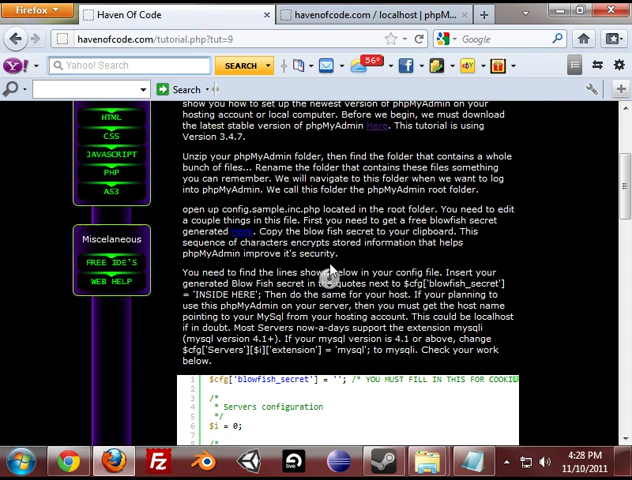 Firefox
Haven Of Code
havenofcode.com / localhost | phpM...
havenofcode.com/tutorial.php?tut=9
Google
Yahoo! Search
SEARCH
56°
Search
HTML
CSS
JAVASCRIPT
PHP
AS3
Miscellaneous
FREE IDE'S
WEB HELP
show you how to set up the newest version of phpMyAdmin on your
hosting account or local computer. Before we begin, we must download
the latest stable version of phpMyAdmin Here. This tutorial is using
Version 3.4.7.
Unzip your phpMyAdmin folder, then find the folder that contains a whole
bunch of files... Rename the folder that contains these files something
you can remember. We will navigate to this folder when we want to log
into phpMyAdmin. We call this folder the phpMyAdmin root folder.
open up config.sample.inc.php located in the root folder. You need to edit
a couple things in this file. First you need to get a free blowfish secret
generated Here. Copy the blow fish secret to your clipboard. This
sequence of characters encrypts stored information that helps
phpMyAdmin improve it's security.
You need to find the lines show below in your config file. Insert your
generated Blow Fish secret in the quotes next to $cfg['blowfish_secret']
= 'INSIDE HERE'; Then do the same for your host. If your planning to
use this phpMyAdmin on your server, then you must get the host name
pointing to your MySql from your hosting account. This could be localhost
if in doubt. Most Servers now-a-days support the extension mysqli
(mysql version 4.1+). If your mysql version is 4.1 or above, change
$cfg['Servers'][$i]['extension'] = 'mysql'; to mysqli. Check your work
below.
1 $cfg['blowfish_secret'] = ''; /* YOU MUST FILL IN THIS FOR COOKI
2
3 /*
4 * Servers configuration
5 */
6 $i = 0;
7
8 /*
live
4:28 PM
11/10/2011